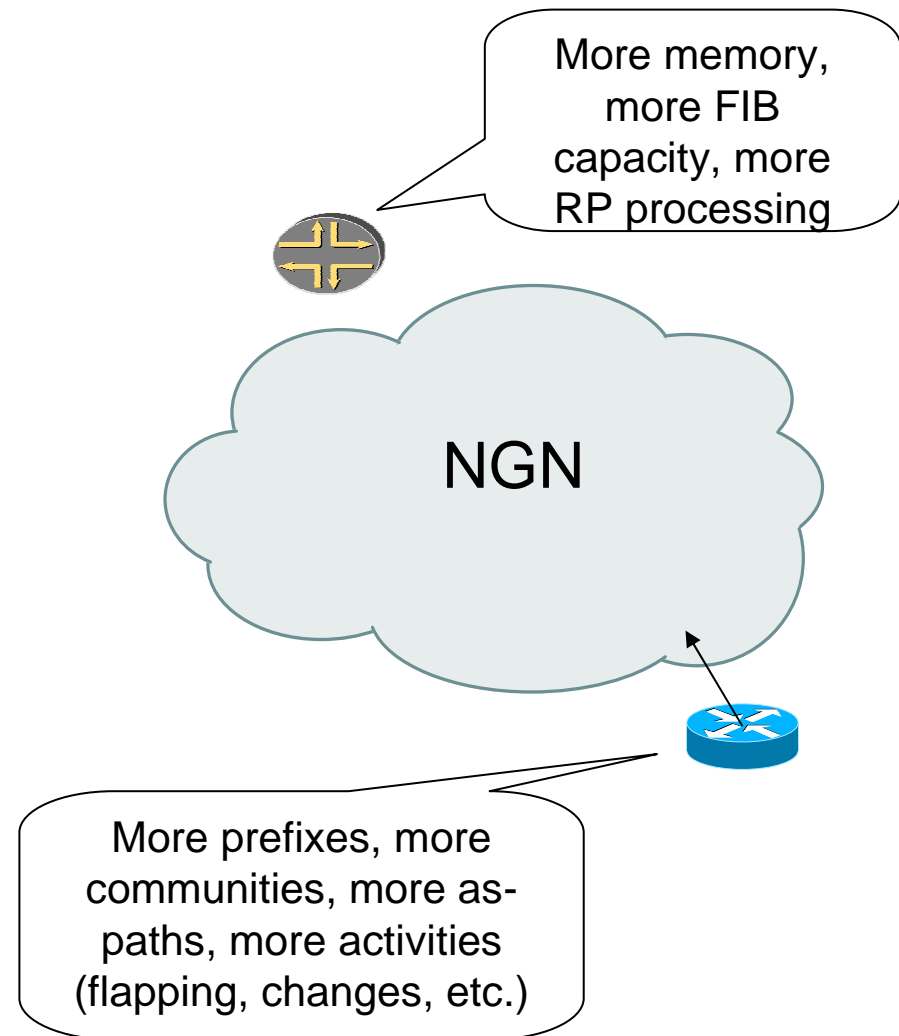 More memory,
more FIB
capacity, more
RP processing
NGN
More prefixes, more
communities, more as-
paths, more activities
(flapping, changes, etc.)